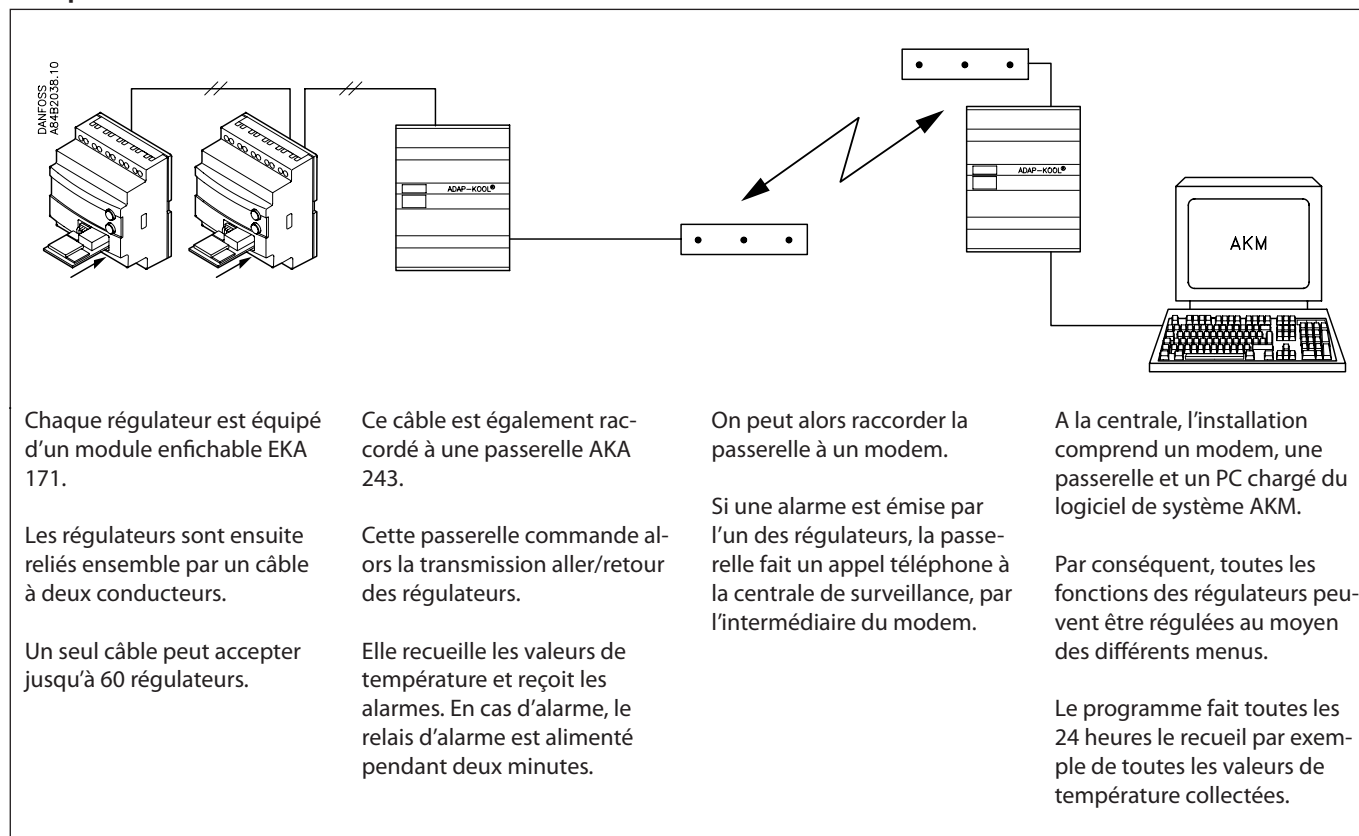 DANFOSS
A84B2038.10
ADAP-KOOL®
ADAP-KOOL®
AKM
Chaque régulateur est équipé
d'un module enfichable EKA
171.
Les régulateurs sont ensuite
reliés ensemble par un câble
à deux conducteurs.
Un seul câble peut accepter
jusqu'à 60 régulateurs.
Ce câble est également rac-
cordé à une passerelle AKA
243.
Cette passerelle commande al-
ors la transmission aller/retour
des régulateurs.
Elle recueille les valeurs de
température et reçoit les
alarmes. En cas d'alarme, le
relais d'alarme est alimenté
pendant deux minutes.
On peut alors raccorder la
passerelle à un modem.
Si une alarme est émise par
l'un des régulateurs, la passe-
relle fait un appel téléphone à
la centrale de surveillance, par
l'intermédiaire du modem.
A la centrale, l'installation
comprend un modem, une
passerelle et un PC chargé du
logiciel de système AKM.
Par conséquent, toutes les
fonctions des régulateurs peu-
vent être régulées au moyen
des différents menus.
Le programme fait toutes les
24 heures le recueil par exem-
ple de toutes les valeurs de
température collectées.